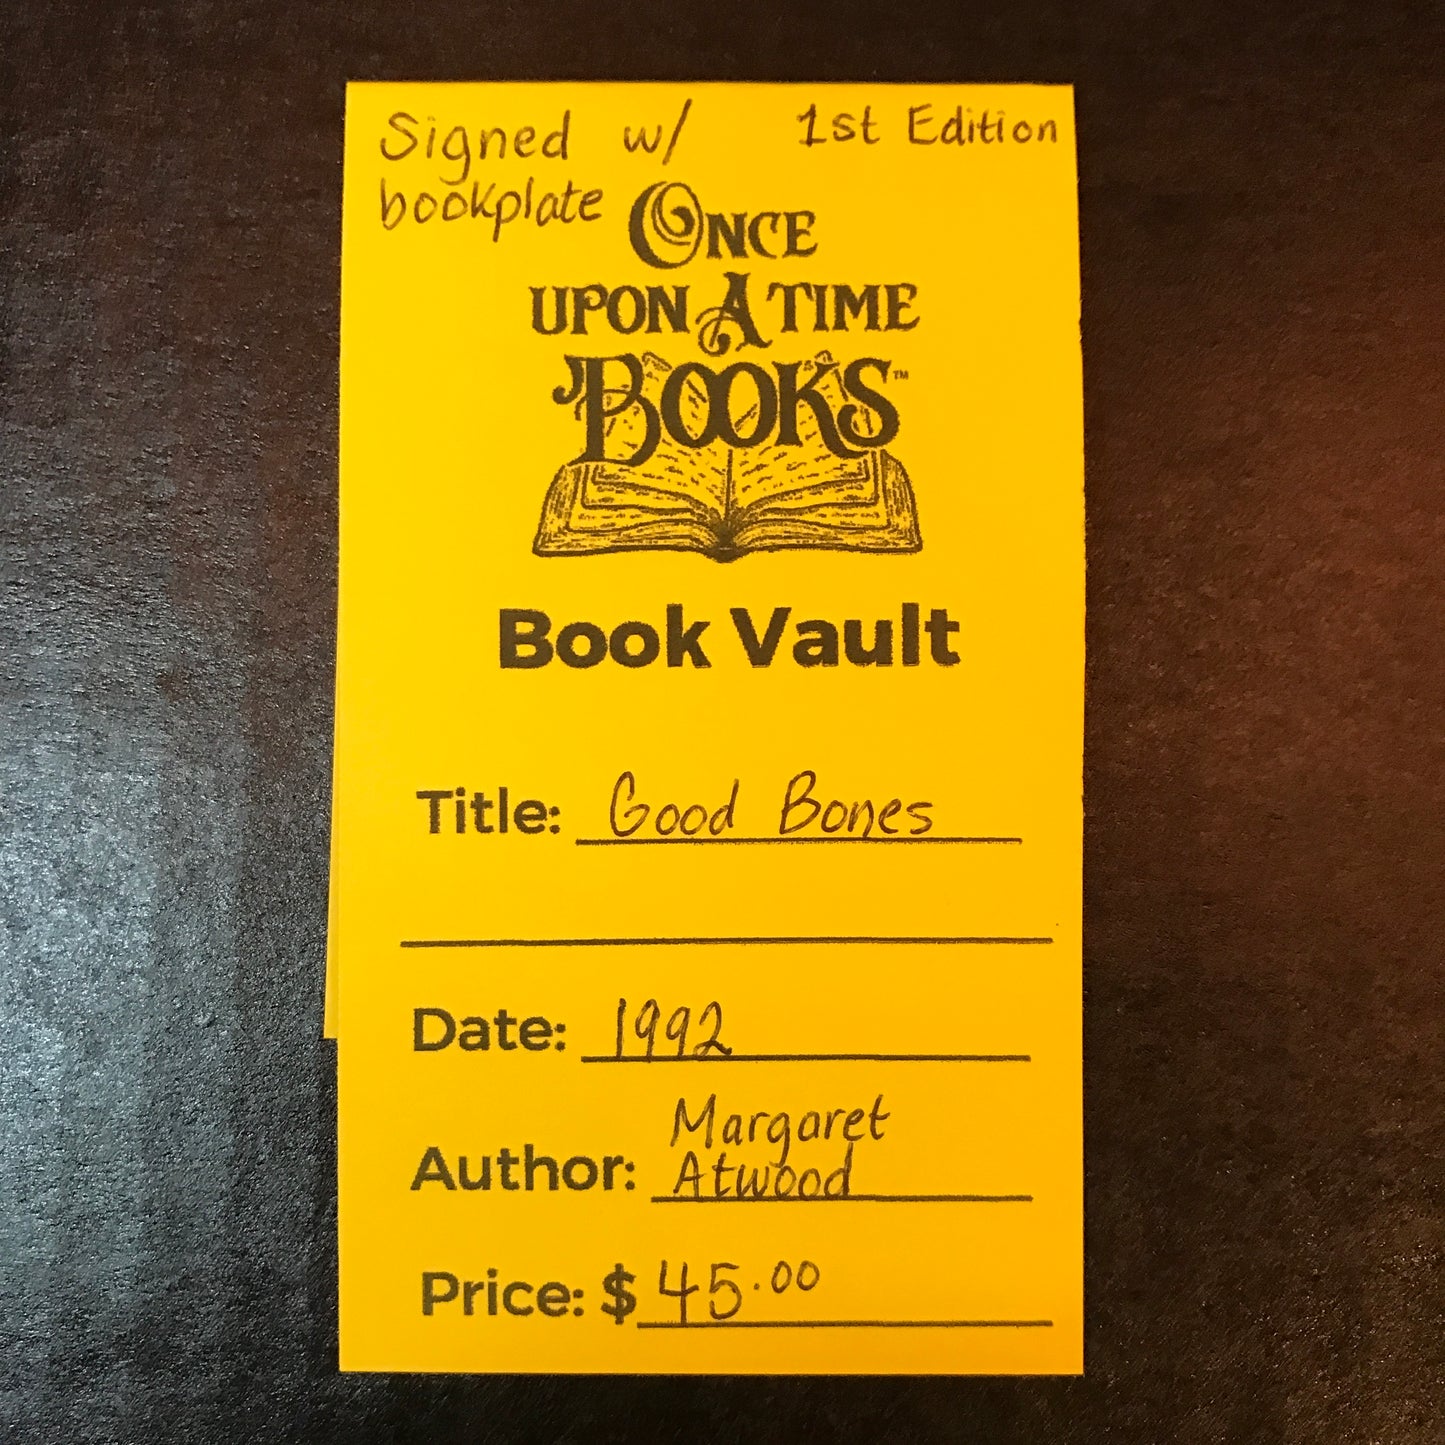 Signed w/ 1st Edition
bookplate
ONCE
UPON A TIME
BOOKS™
Book Vault
Title: Good Bones
Date: 1992
Margaret
Author: Atwood
Price: $ 45.00